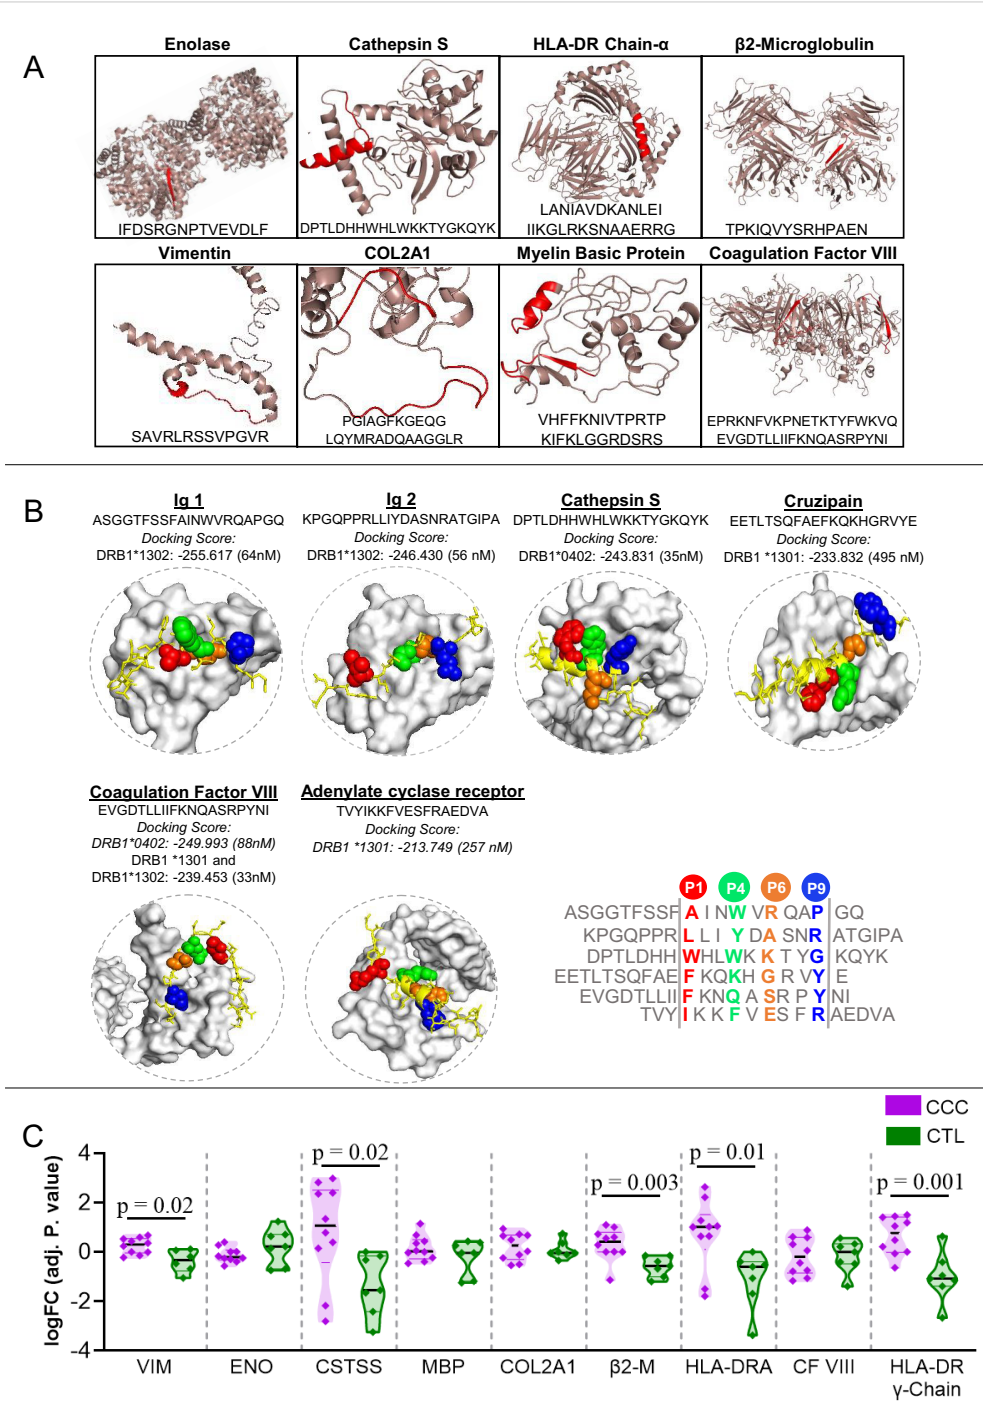 A
Enolase
Cathepsin S
HLA-DR Chain-α
β2-Microglobulin
IFDSRGNPTVEVDLF
DPTLDHHWHLWKKTYGKQYK
LANIAVDKANLEI
IIKGLRKSNAAERRG
TPKIQVYSRHPAEN
Vimentin
COL2A1
Myelin Basic Protein
Coagulation Factor VIII
SAVRLRSSVPGVR
PGIAGFKGEQG
LQYMRADQAAGGLR
VHFFKNIVTPRTP
KIFKLGGRDSRS
EPRKNFVKPNETKTYFWKVQ
EVGDTLLIIFKNQASRPYNI
B
Ig 1
ASGGTFSSFAINWVRQAPGQ
Docking Score:
DRB1*1302: -255.617 (64nM)
Ig 2
KPGQPPRLLIYDASNRATGIPA
Docking Score:
DRB1*1302: -246.430 (56 nM)
Cathepsin S
DPTLDHHWHLWKKTYGKQYK
Docking Score:
DRB1*0402: -243.831 (35nM)
Cruzipain
EETLTSQFAEFKQKHGRVYE
Docking Score:
DRB1 *1301: -233.832 (495 nM)
Coagulation Factor VIII
EVGDTLLIIFKNQASRPYNI
Docking Score:
DRB1*0402: -249.993 (88nM)
DRB1 *1301 and
DRB1*1302: -239.453 (33nM)
Adenylate cyclase receptor
TVYIKKFVESFRAEDVA
Docking Score:
DRB1 *1301: -213.749 (257 nM)
P1 P4 P6 P9
ASGGTFSSF A I N W V R Q A P GQ
KPGQPPR L L I Y D A S N R ATGIPA
DPTLDHH W H L W K K T Y G KQYK
EETLTSQFAE F K Q K H G R V Y E
EVGDTLLII F K N Q A S R P Y NI
TVY I K K F V E S F R AEDVA
C
CCC
CTL
logFC (adj. P. value)
4
2
0
-2
-4
p = 0.02
p = 0.02
p = 0.003
p = 0.01
p = 0.001
VIM
ENO
CSTSS
MBP
COL2A1
β2-M
HLA-DRA
CF VIII
HLA-DR
γ-Chain